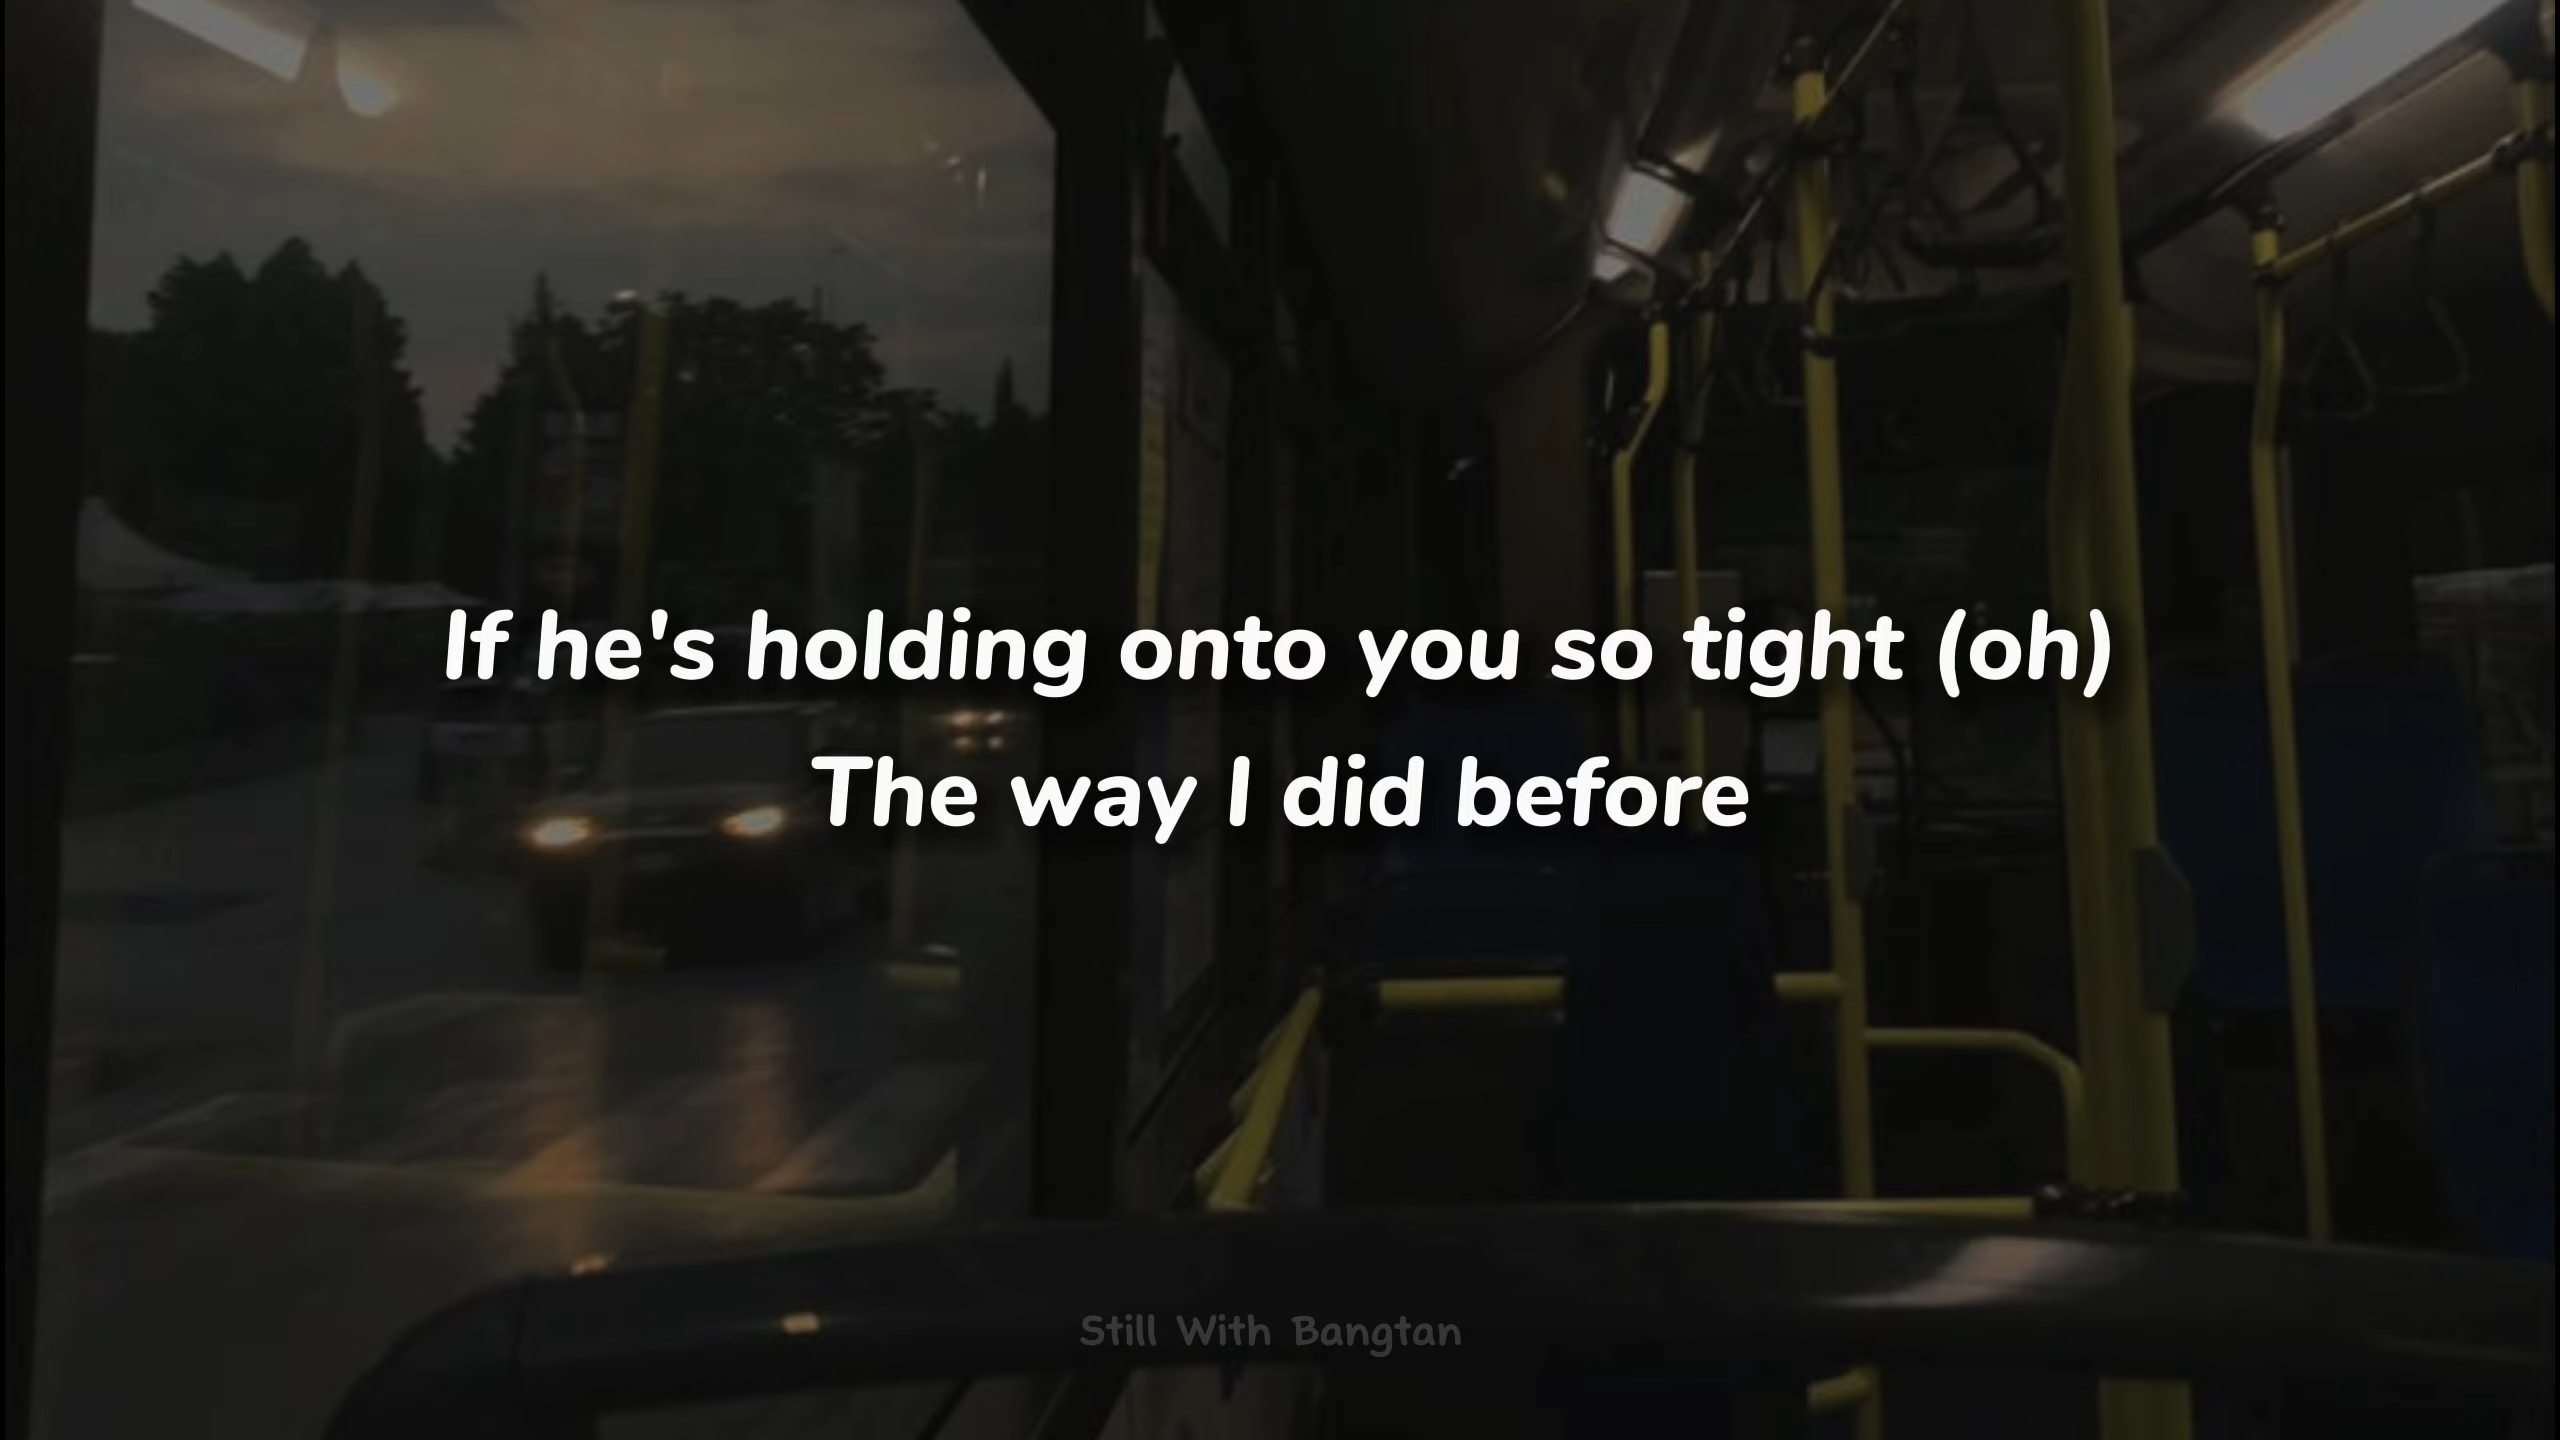 If he's holding onto you so tight (oh)
The way I did before
Still With Bangtan